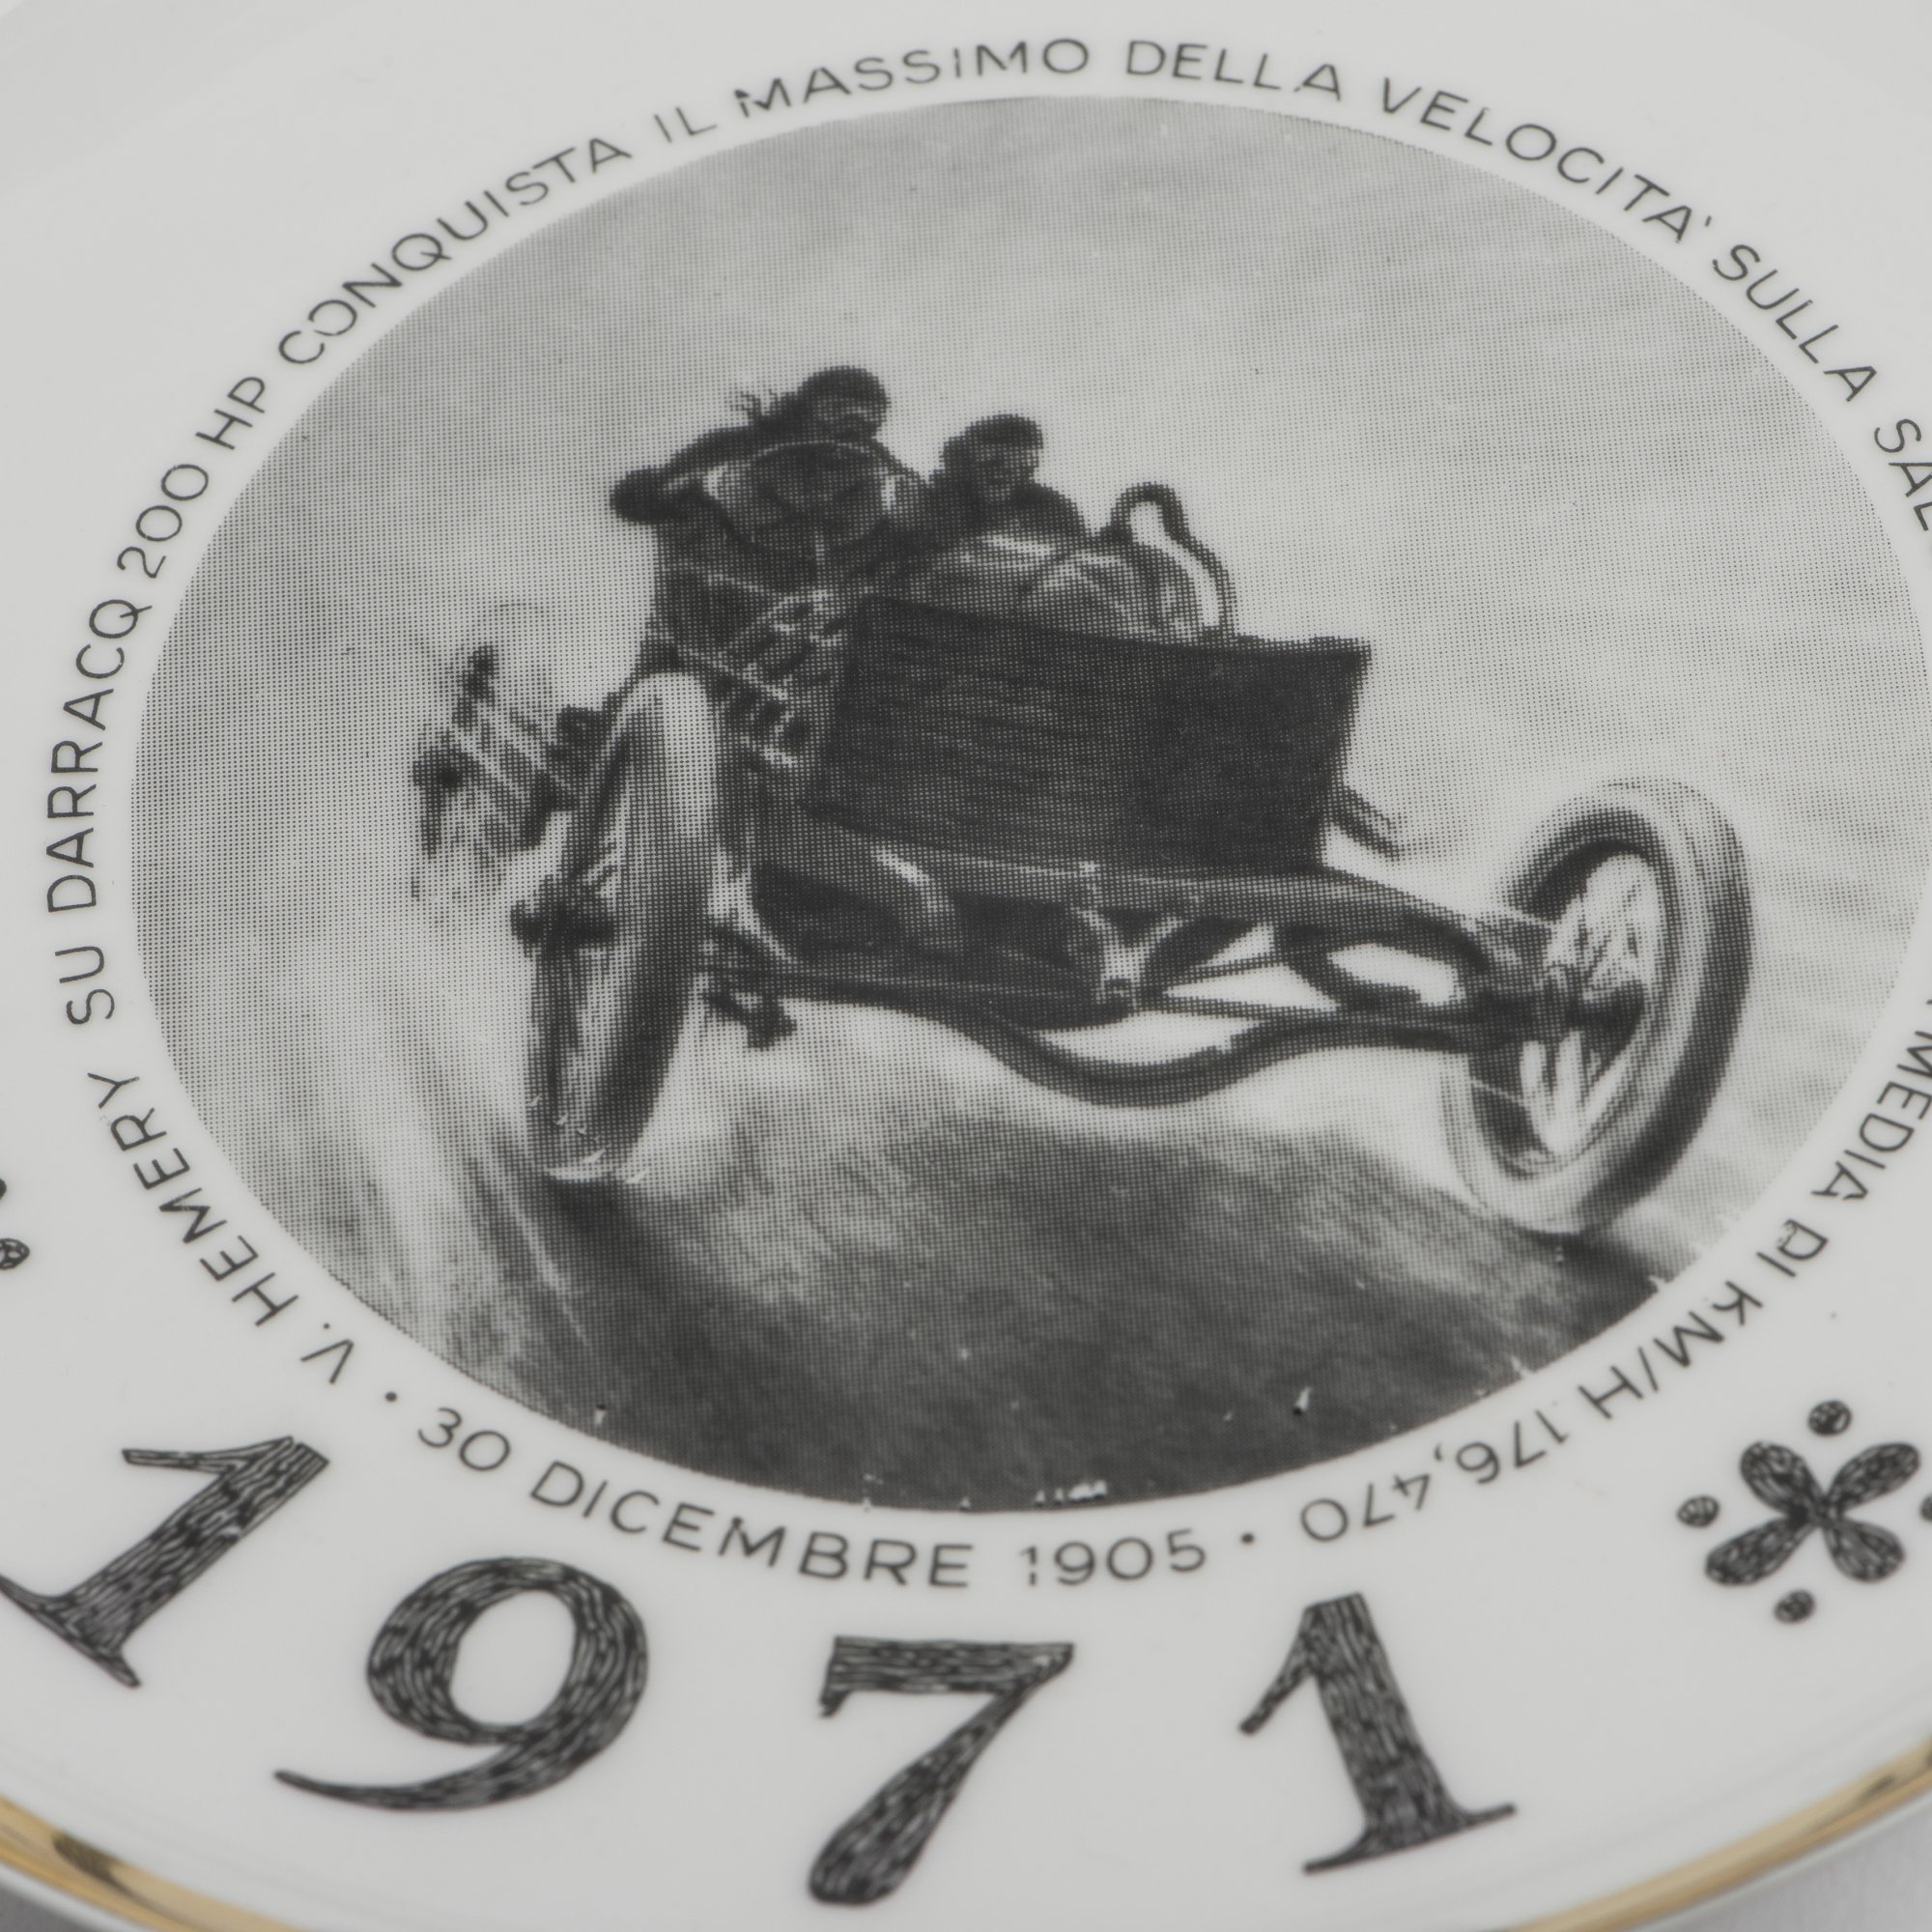 V. HEMERY SU DARRACQ 200 HP CONQUISTA IL MASSIMO DELLA VELOCITA' SULLA
MEDIA DI KM/H 176,470 • 30 DICEMBRE 1905 •
1971